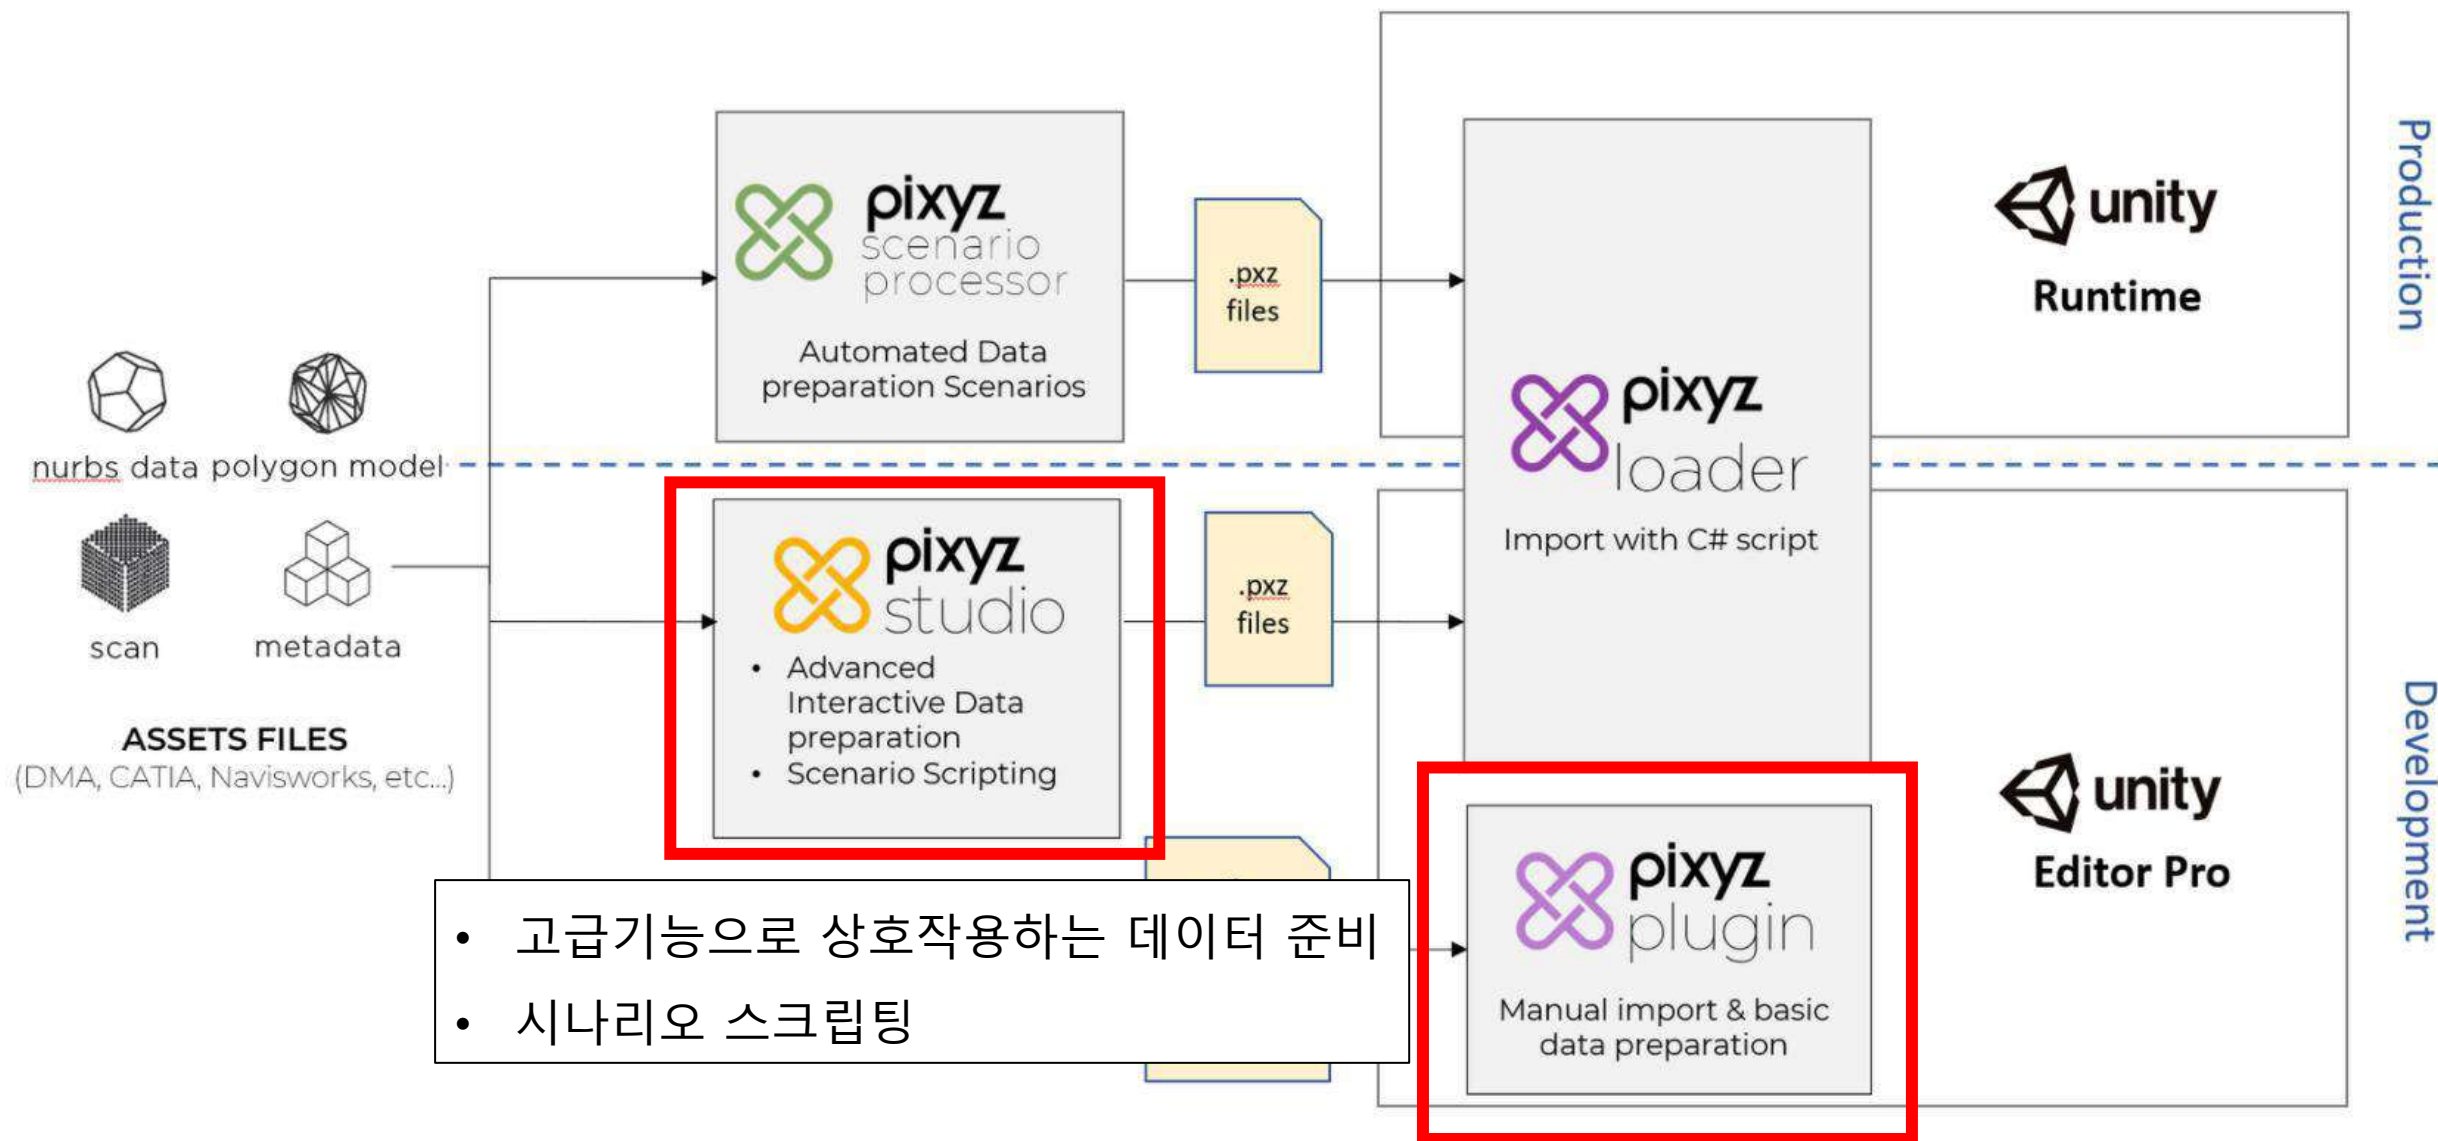 pixyz
scenario
processor
Automated Data
preparation Scenarios
.pxz
files
unity
Runtime
Production
nurbs data polygon model
scan
metadata
ASSETS FILES
(DMA, CATIA, Navisworks, etc...)
pixyz
studio
• Advanced
Interactive Data
preparation
• Scenario Scripting
.pxz
files
pixyz
loader
Import with C# script
unity
Editor Pro
Development
pixyz
plugin
Manual import & basic
data preparation
• 고급기능으로 상호작용하는 데이터 준비
• 시나리오 스크립팅